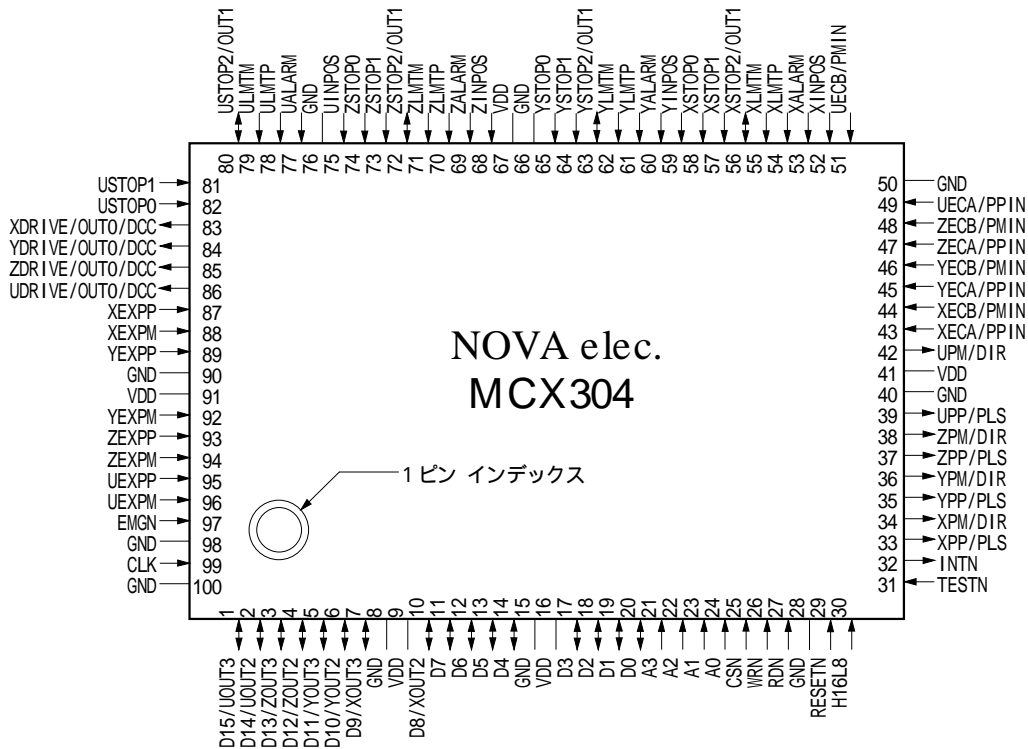 USTOP2/OUT1
ULMTM
ULMTP
UALARM
GND
UINPOS
ZSTOP0
ZSTOP1
ZSTOP2/OUT1
ZLMTM
ZLMTP
ZALARM
ZINPOS
VDD
GND
YSTOP0
YSTOP1
YSTOP2/OUT1
YLMTM
YLMTP
YALARM
YINPOS
XSTOP0
XSTOP1
XSTOP2/OUT1
XLMTM
XLMTP
XALARM
XINPOS
UECB/PMIN
80
79
78
77
76
75
74
73
72
71
70
69
68
67
66
65
64
63
62
61
60
59
58
57
56
55
54
53
52
51
USTOP1 81
USTOP0 82
XDRIVE/OUT0/DCC 83
YDRIVE/OUT0/DCC 84
ZDRIVE/OUT0/DCC 85
UDRIVE/OUT0/DCC 86
XEXPP 87
XEXPM 88
YEXPP 89
GND 90
VDD 91
YEXPM 92
ZEXPP 93
ZEXPM 94
UEXPP 95
UEXPM 96
EMGN 97
GND 98
CLK 99
GND 100
NOVA elec.
MCX304
1ピン インデックス
50 GND
49 UECA/PPIN
48 ZECB/PMIN
47 ZECA/PPIN
46 YECB/PMIN
45 YECA/PPIN
44 XECB/PMIN
43 XECA/PPIN
42 UPM/DIR
41 VDD
40 GND
39 UPP/PLS
38 ZPM/DIR
37 ZPP/PLS
36 YPM/DIR
35 YPP/PLS
34 XPM/DIR
33 XPP/PLS
32 INTN
31 TESTN
1
2
3
4
5
6
7
8
9
10
11
12
13
14
15
16
17
18
19
20
21
22
23
24
25
26
27
28
29
30
D15/UOUT3
D14/UOUT2
D13/ZOUT3
D12/ZOUT2
D11/YOUT3
D10/YOUT2
D9/XOUT3
GND
VDD
D8/XOUT2
D7
D6
D5
D4
GND
VDD
D3
D2
D1
D0
A3
A2
A1
A0
CSN
WRN
RDN
GND
RESETN
H16L8